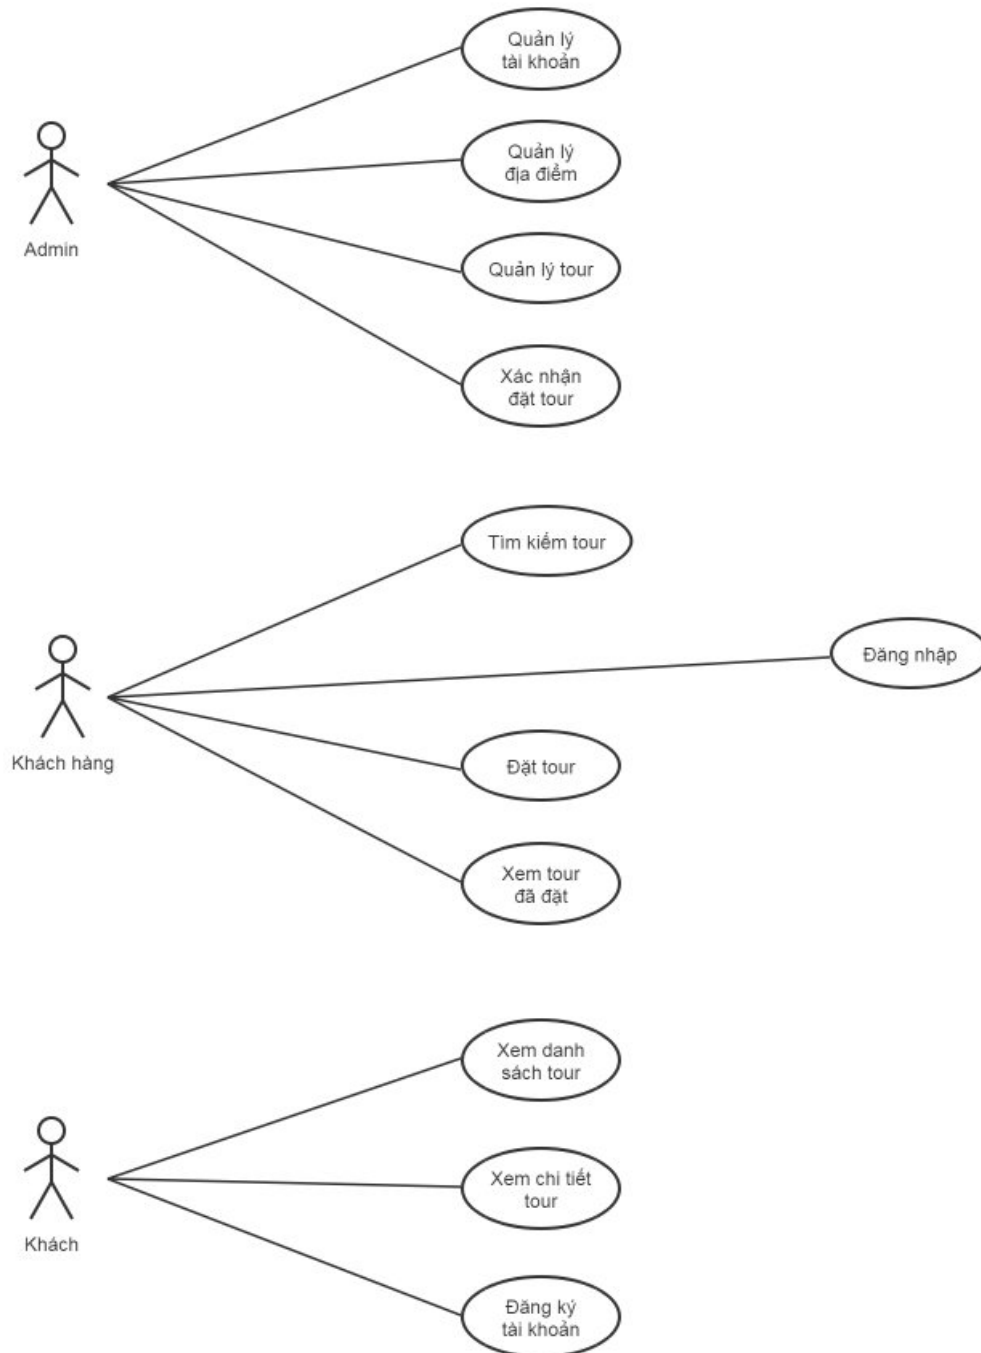 Quản lý
tài khoản
Quản lý
địa điểm
Admin
Quản lý tour
Xác nhận
đặt tour
Tìm kiếm tour
Đăng nhập
Khách hàng
Đặt tour
Xem tour
đã đặt
Xem danh
sách tour
Xem chi tiết
tour
Khách
Đăng ký
tài khoản